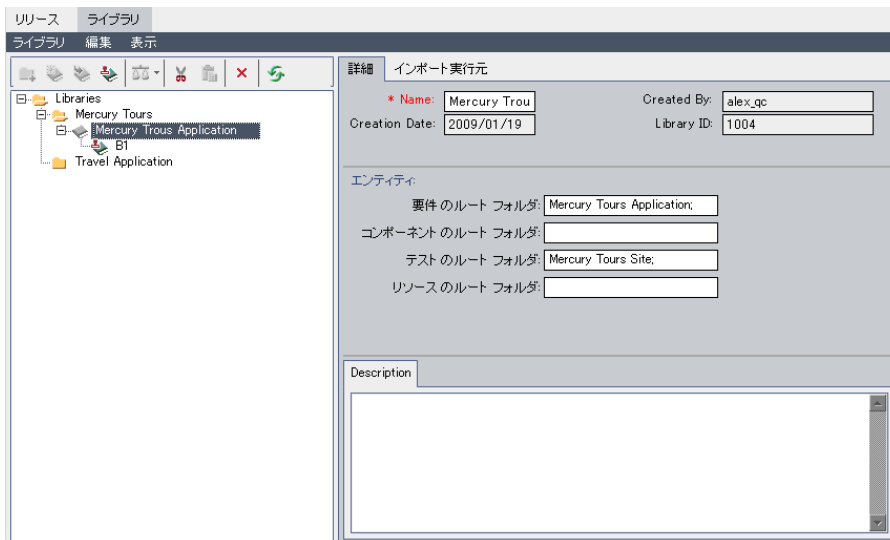 リリース ライブラリ
ライブラリ 編集 表示
Libraries
Mercury Tours
Mercury Trous Application
B1
Travel Application
詳細 インポート実行元
* Name: Mercury Trou Created By: alex_qc
Creation Date: 2009/01/19 Library ID: 1004
エンティティ:
要件 のルート フォルダ: Mercury Tours Application;
コンポーネント のルート フォルダ:
テスト のルート フォルダ: Mercury Tours Site;
リソース のルート フォルダ:
Description